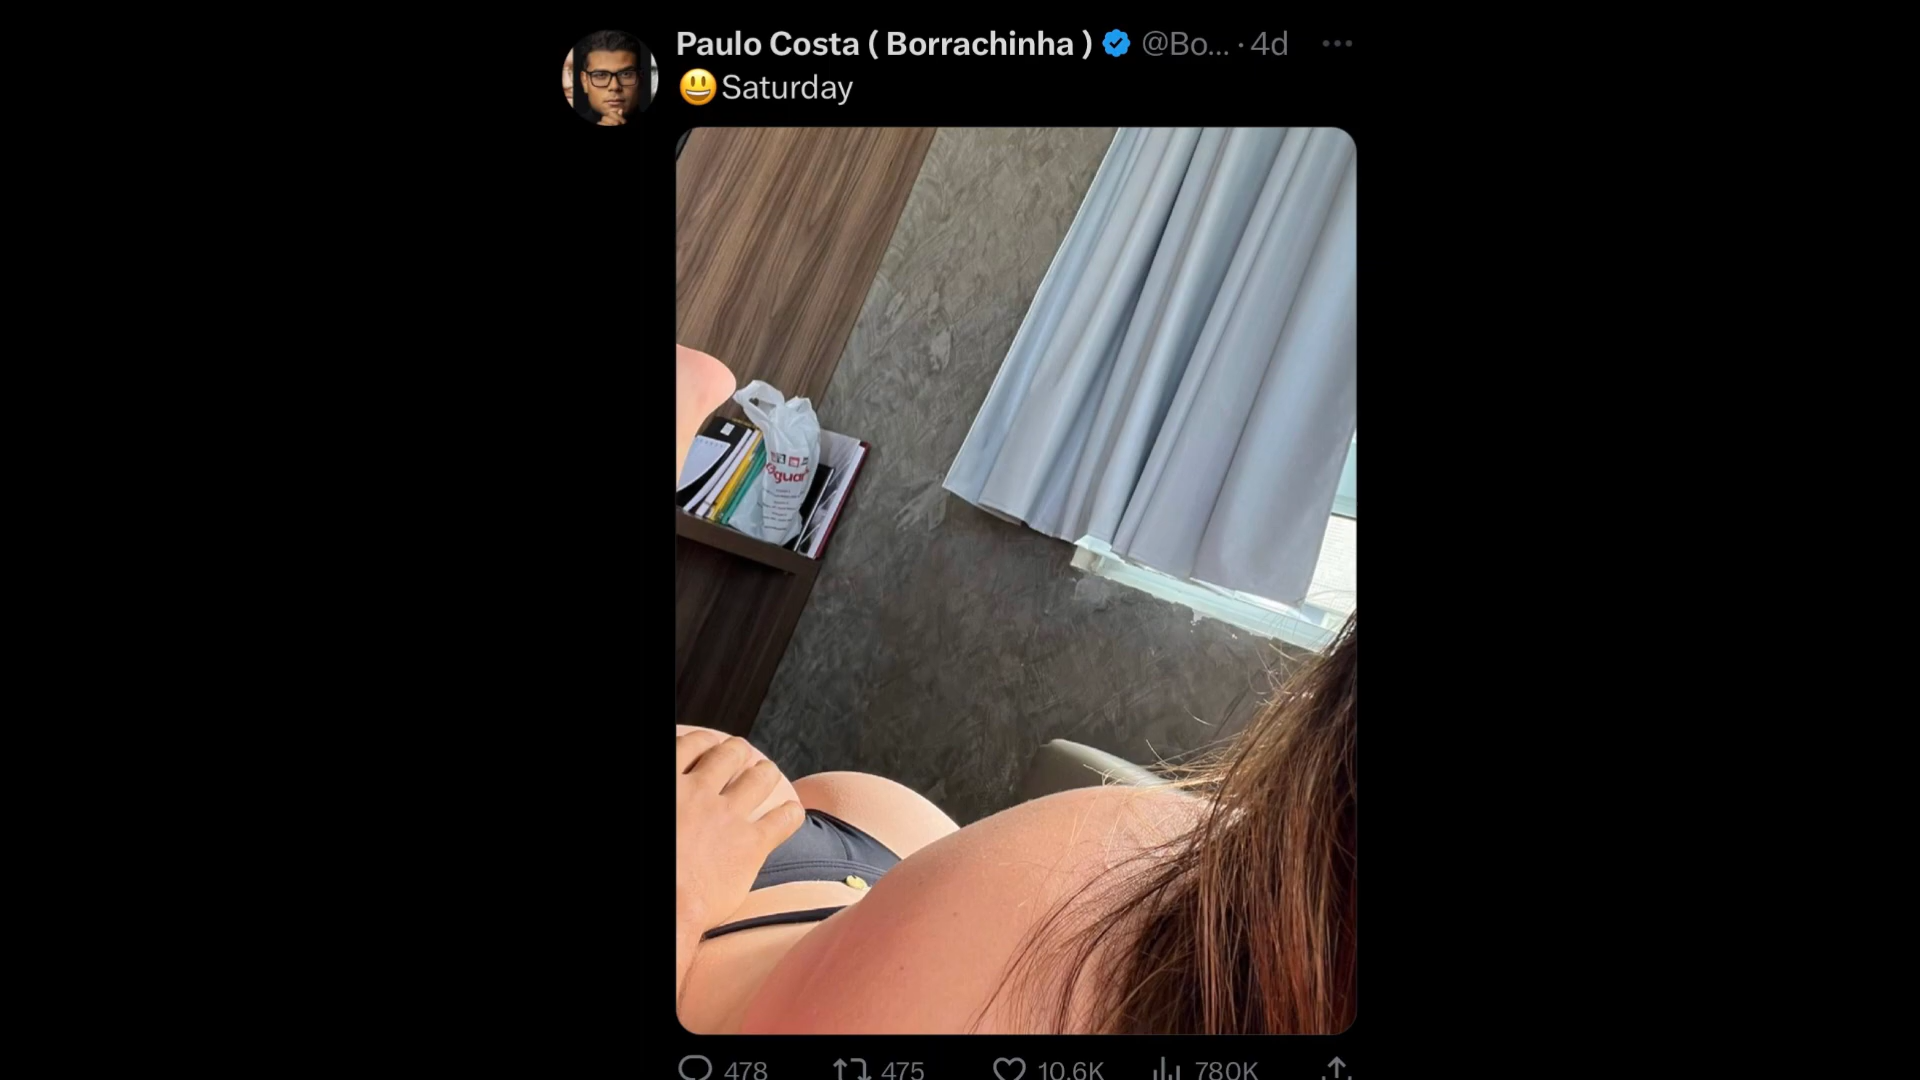 Paulo Costa ( Borrachinha ) @Bo... · 4d
😃Saturday
478 475 10.6K 780K